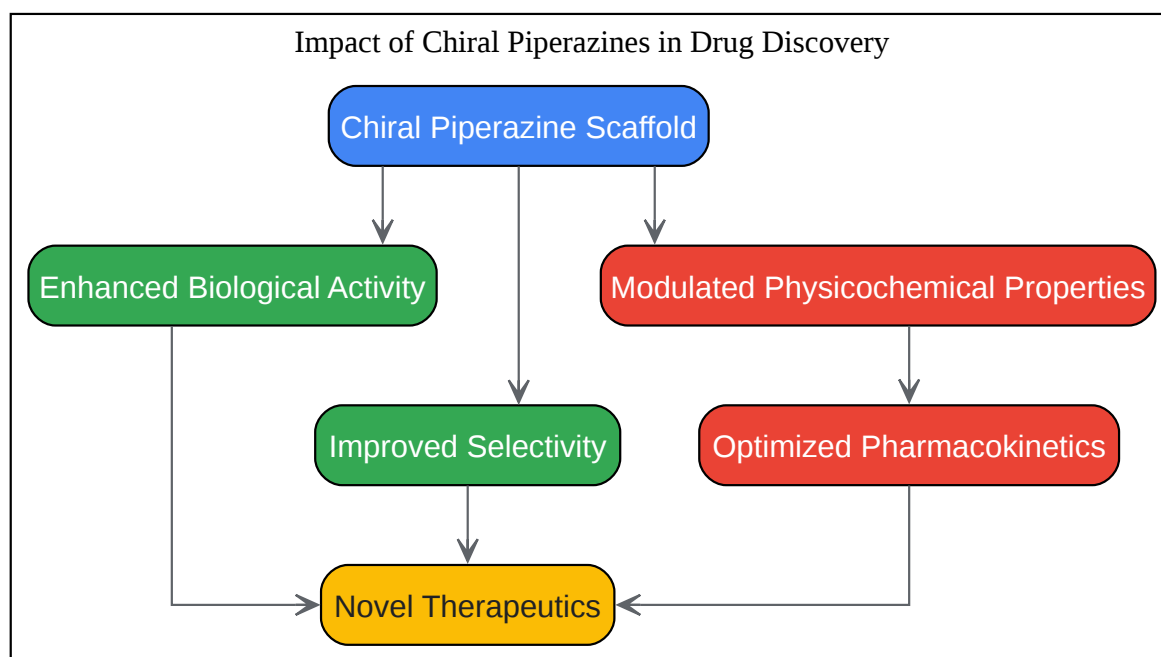 Impact of Chiral Piperazines in Drug Discovery
Chiral Piperazine Scaffold
Enhanced Biological Activity
Modulated Physicochemical Properties
Improved Selectivity
Optimized Pharmacokinetics
Novel Therapeutics